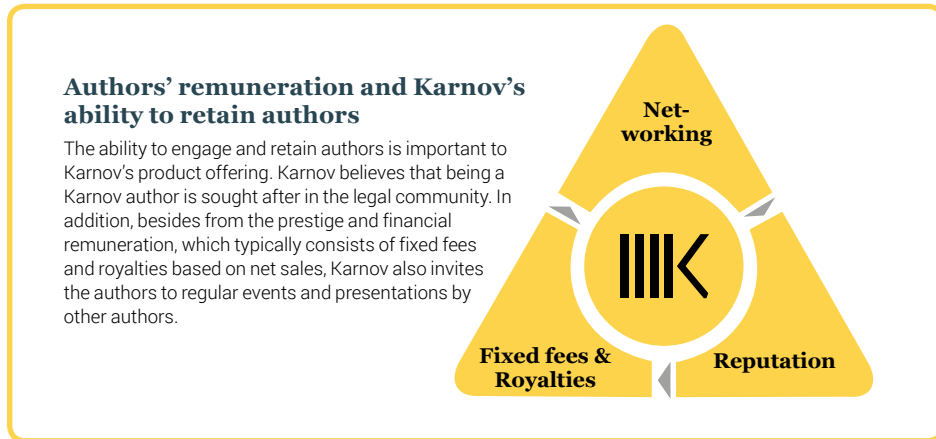 Authors’ remuneration and Karnov’s
ability to retain authors
The ability to engage and retain authors is important to
Karnov’s product offering. Karnov believes that being a
Karnov author is sought after in the legal community. In
addition, besides from the prestige and financial
remuneration, which typically consists of fixed fees
and royalties based on net sales, Karnov also invites
the authors to regular events and presentations by
other authors.
Net-
working
K
Fixed fees &
Royalties
Reputation